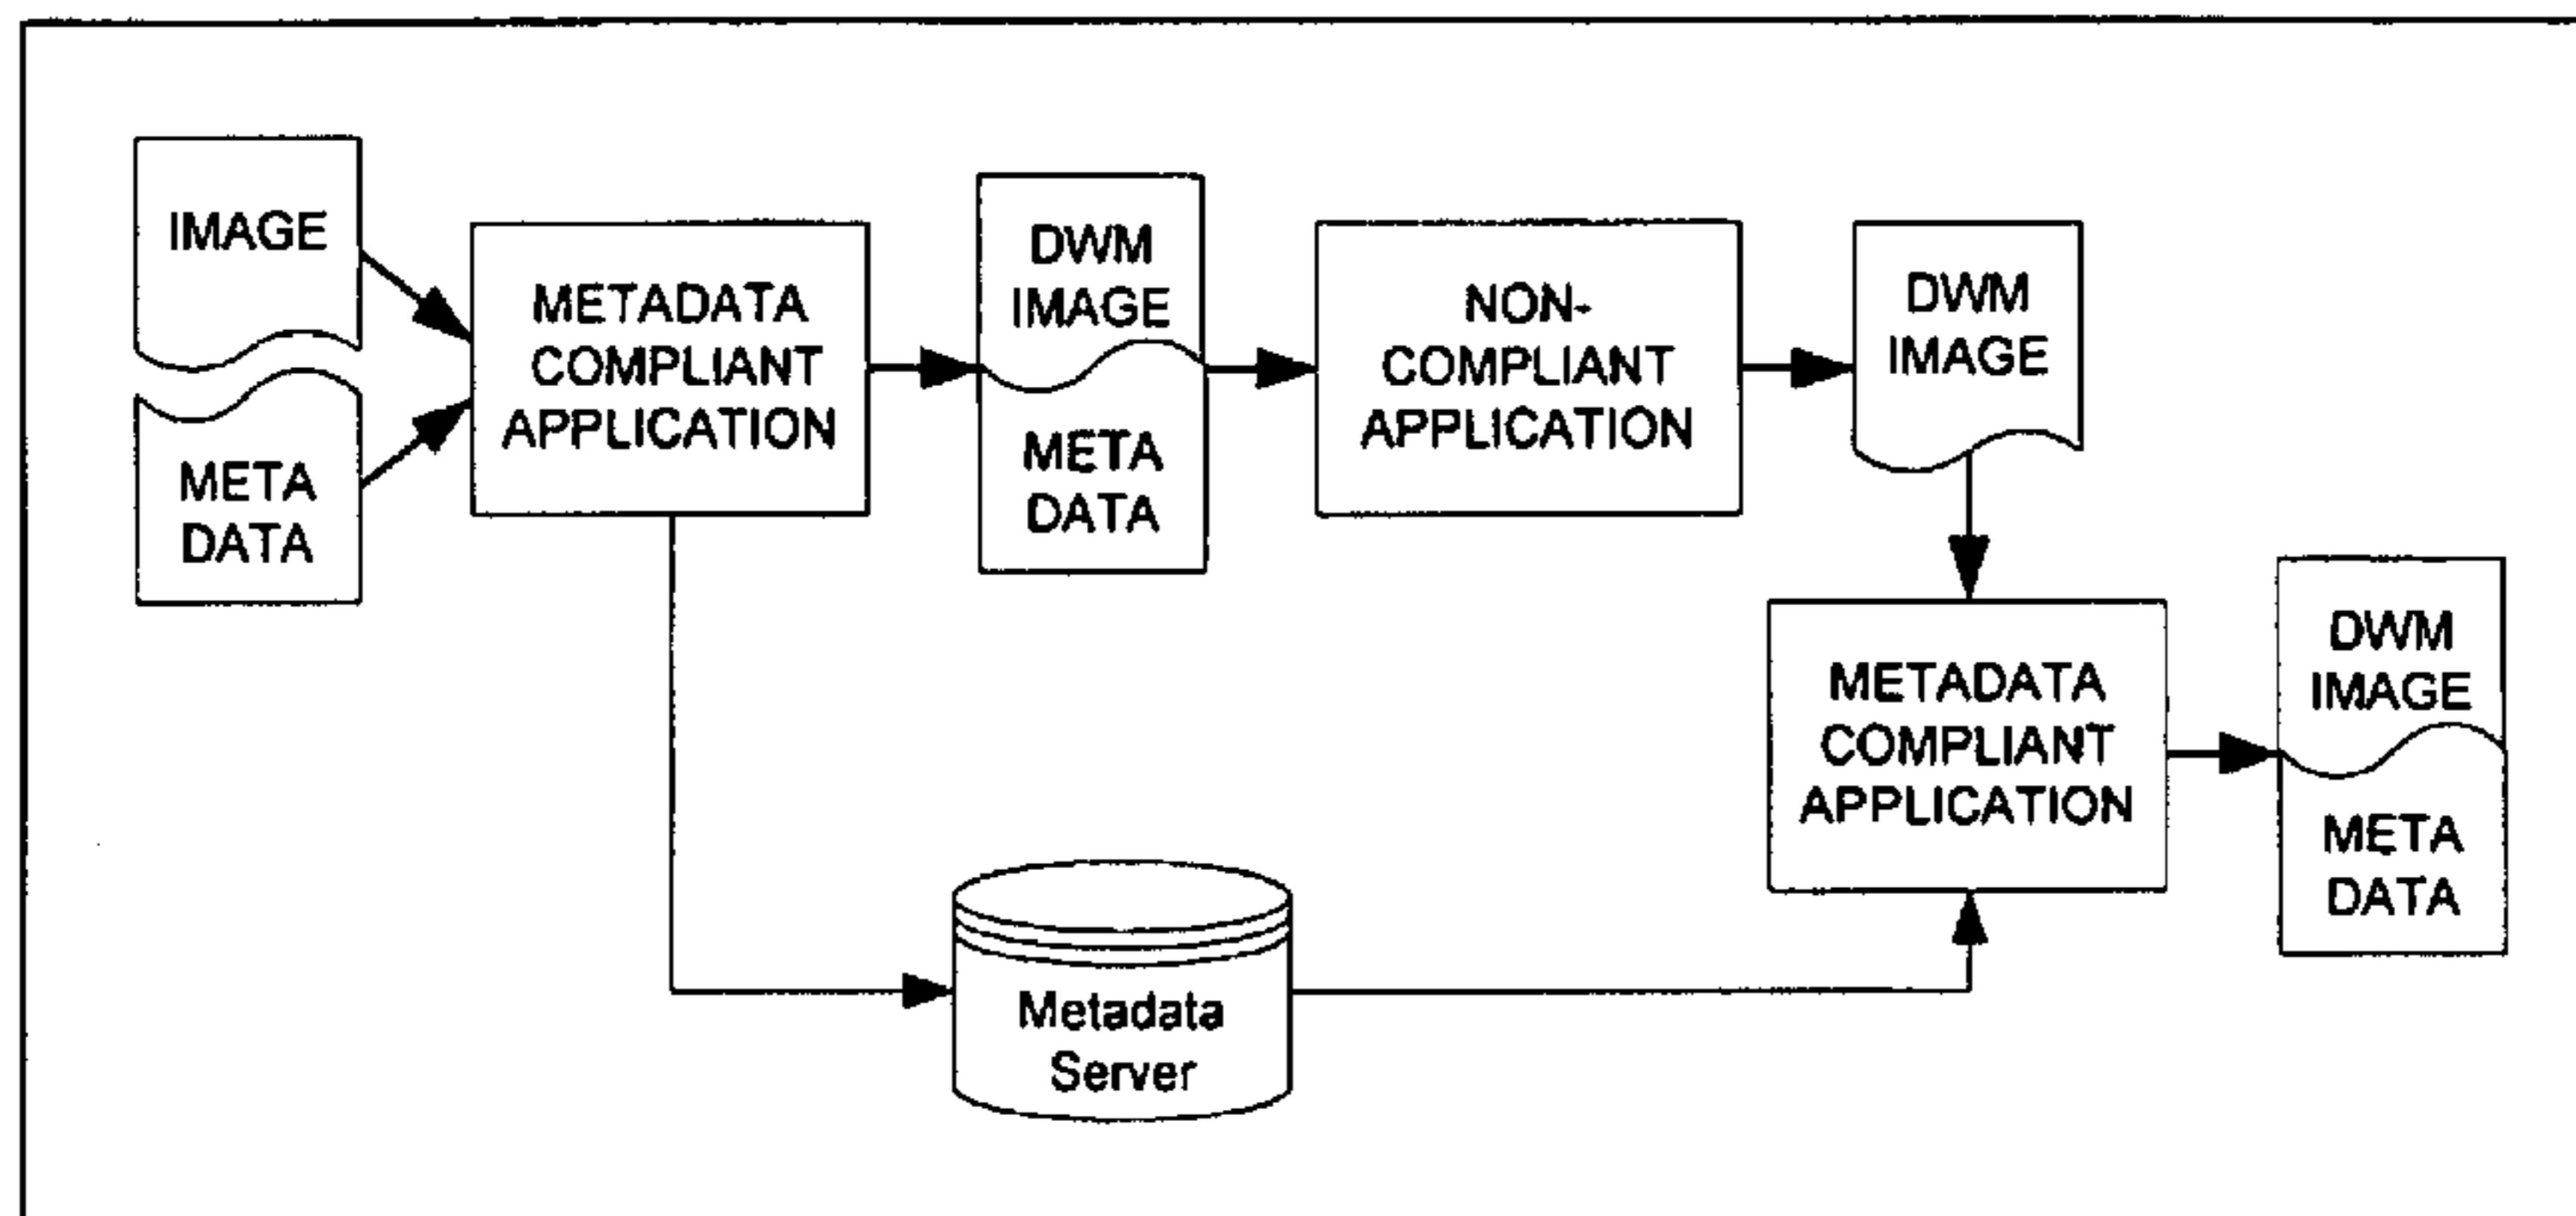 IMAGE
META
DATA
METADATA
COMPLIANT
APPLICATION
DWM
IMAGE
META
DATA
NON-
COMPLIANT
APPLICATION
DWM
IMAGE
METADATA
COMPLIANT
APPLICATION
DWM
IMAGE
META
DATA
Metadata
Server